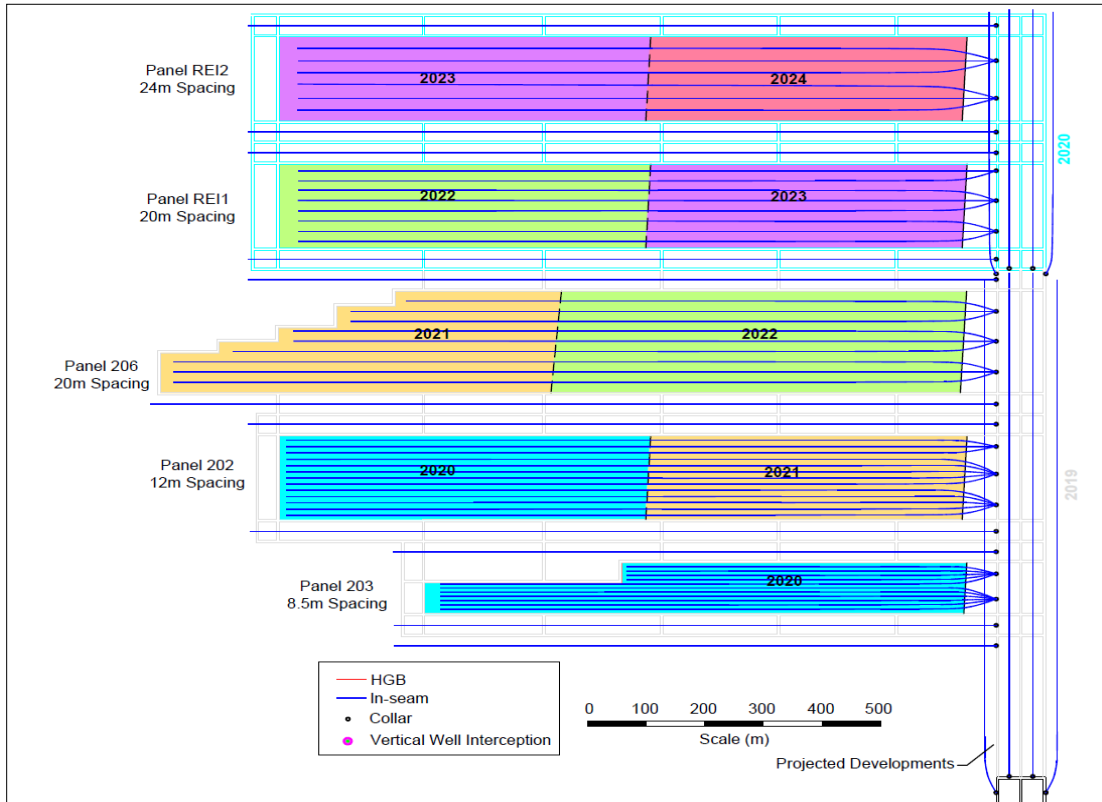 Panel REI2
24m Spacing
2023
2024
2020
Panel REI1
20m Spacing
2022
2023
Panel 206
20m Spacing
2021
2022
Panel 202
12m Spacing
2020
2021
2019
Panel 203
8.5m Spacing
2020
HGB
In-seam
Collar
Vertical Well Interception
0 100 200 300 400 500
Scale (m)
Projected Developments